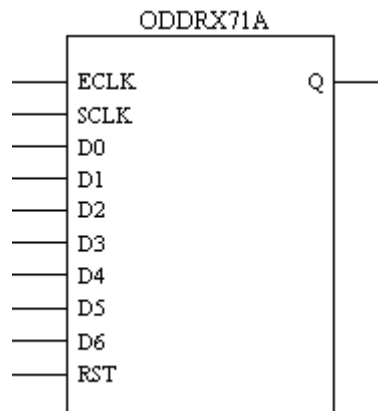 ODDRX71A
ECLK Q
SCLK
D0
D1
D2
D3
D4
D5
D6
RST